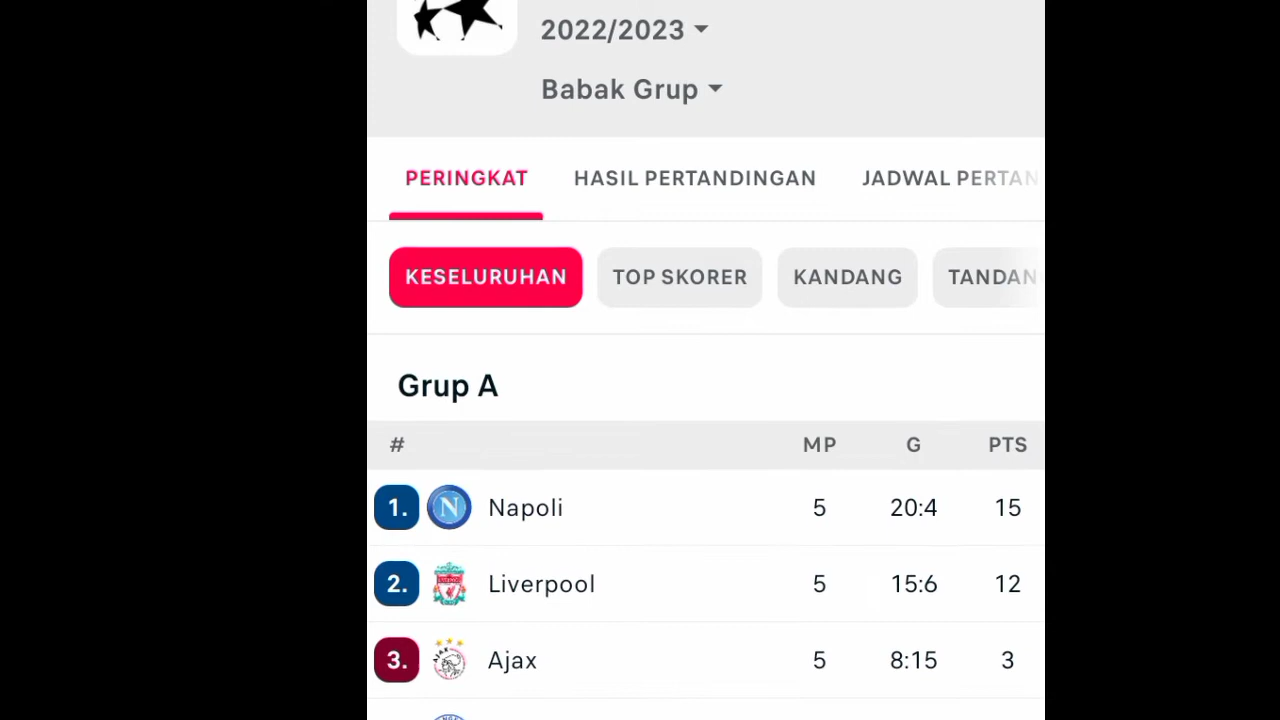 2022/2023
Babak Grup
PERINGKAT HASIL PERTANDINGAN JADWAL PERTAN
KESELURUHAN TOP SKORER KANDANG TANDAN
Grup A
# MP G PTS
1. N Napoli 5 20:4 15
2. Liverpool 5 15:6 12
3. AJAX Ajax 5 8:15 3